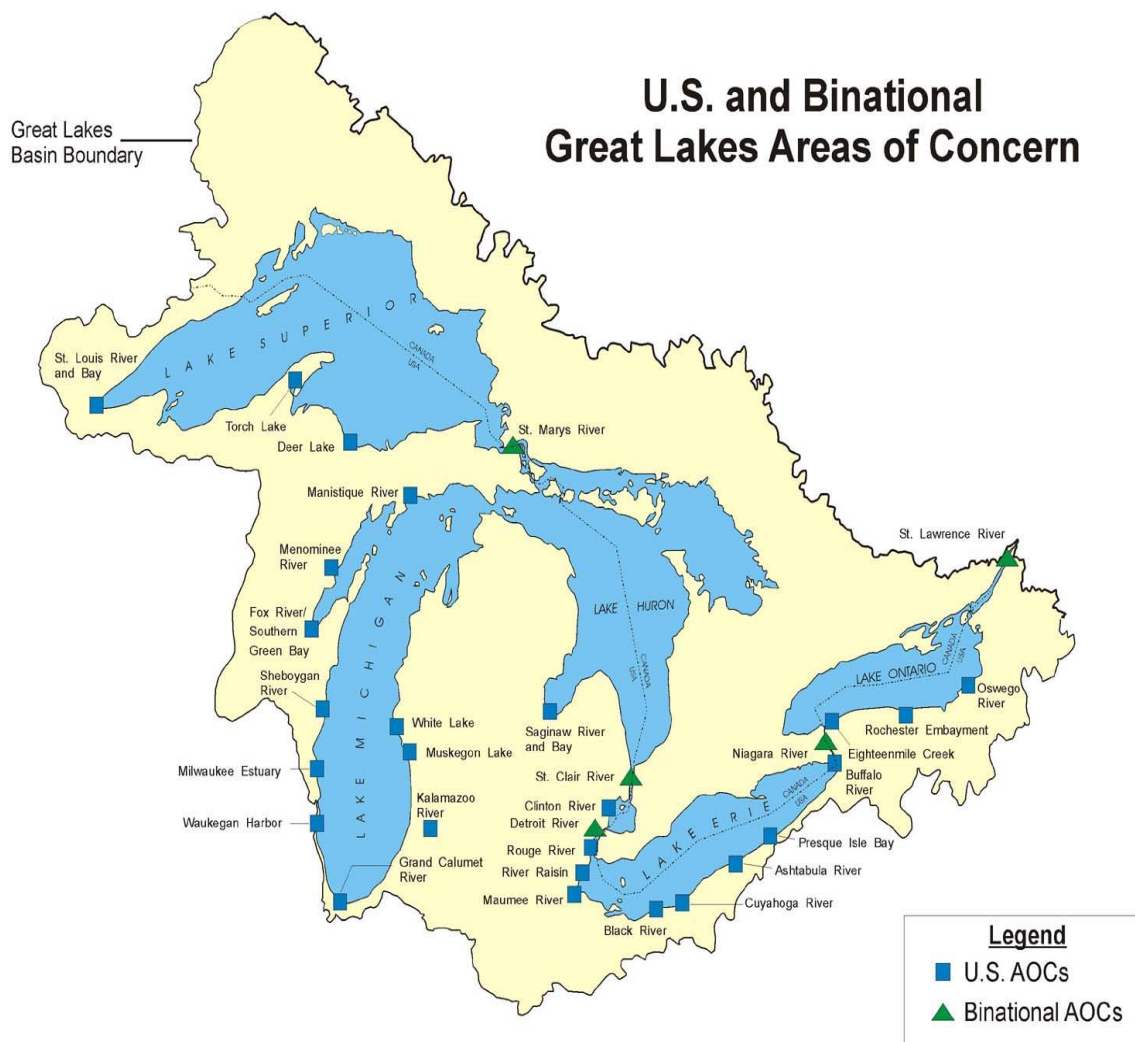 U.S. and Binational
Great Lakes Areas of Concern
Great Lakes
Basin Boundary
LAKE SUPERIOR
CANADA
USA
St. Louis River
and Bay
Torch Lake
Deer Lake
St. Marys River
Manistique River
Menominee
River
Fox River/
Southern
Green Bay
Sheboygan
River
Milwaukee Estuary
Waukegan Harbor
LAKE MICHIGAN
White Lake
Muskegon Lake
Kalamazoo
River
Grand Calumet
River
LAKE HURON
CANADA
USA
Saginaw River
and Bay
St. Clair River
Clinton River
Detroit River
Rouge River
River Raisin
Maumee River
Black River
LAKE ERIE
CANADA
USA
Cuyahoga River
Ashtabula River
Presque Isle Bay
Buffalo
River
Niagara River
Eighteenmile Creek
Rochester Embayment
Oswego
River
LAKE ONTARIO
CANADA
USA
St. Lawrence River
Legend
U.S. AOCs
Binational AOCs